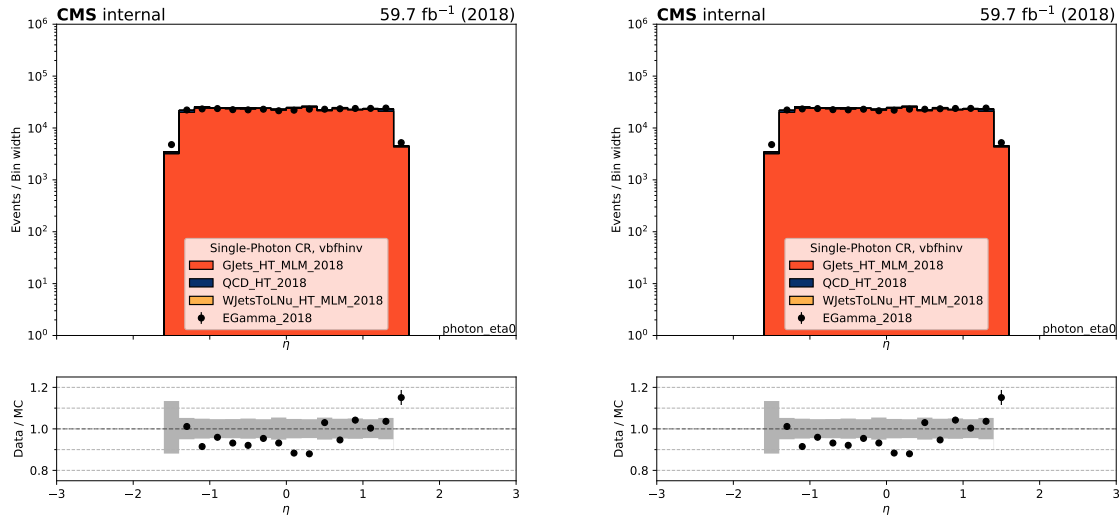 CMS internal 59.7 fb⁻¹ (2018)
Events / Bin width
10⁶
10⁵
10⁴
10³
10²
10¹
10⁰
Single-Photon CR, vbfhinv
GJets_HT_MLM_2018
QCD_HT_2018
WJetsToLNu_HT_MLM_2018
EGamma_2018
photon_eta0
η
Data / MC
1.2
1.0
0.8
−3 −2 −1 0 1 2 3
η
CMS internal 59.7 fb⁻¹ (2018)
Events / Bin width
10⁶
10⁵
10⁴
10³
10²
10¹
10⁰
Single-Photon CR, vbfhinv
GJets_HT_MLM_2018
QCD_HT_2018
WJetsToLNu_HT_MLM_2018
EGamma_2018
photon_eta0
η
Data / MC
1.2
1.0
0.8
−3 −2 −1 0 1 2 3
η